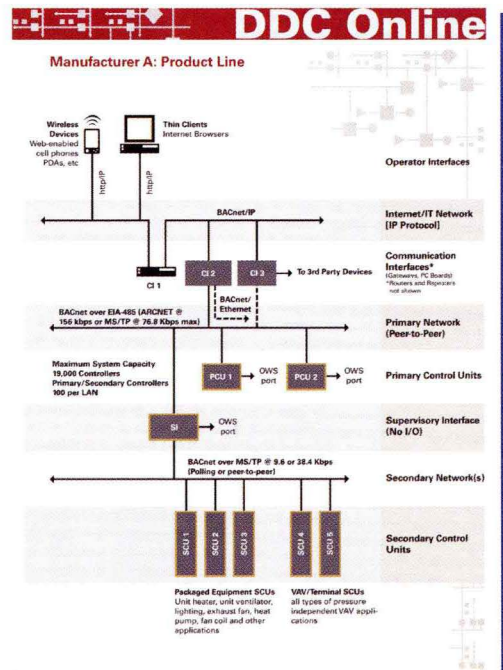 DDC Online
Manufacturer A: Product Line
Wireless
Devices
Web-enabled
cell phones
PDAs, etc
Thin Clients
Internet Browsers
Operator Interfaces
http/IP
http/IP
BACnet/IP
Internet/IT Network
[IP Protocol]
CI 1
CI 2
CI 3
To 3rd Party Devices
Communication
Interfaces*
(Gateways, PC Boards)
*Routers and Repeaters
not shown
BACnet/
Ethernet
BACnet over EIA-485 (ARCNET @
156 kbps or MS/TP @ 76.8 Kbps max)
Primary Network
(Peer-to-Peer)
Maximum System Capacity
19,000 Controllers
Primary/Secondary Controllers
100 per LAN
PCU 1
OWS
port
PCU 2
OWS
port
Primary Control Units
SI
OWS
port
Supervisory Interface
(No I/O)
BACnet over MS/TP @ 9.6 or 38.4 Kbps
(Polling or peer-to-peer)
Secondary Network(s)
SCU 1
SCU 2
SCU 3
SCU 4
SCU 5
Secondary Control
Units
Packaged Equipment SCUs
Unit heater, unit ventilator,
lighting, exhaust fan, heat
pump, fan coil and other
applications
VAV/Terminal SCUs
all types of pressure
independent VAV appli-
cations